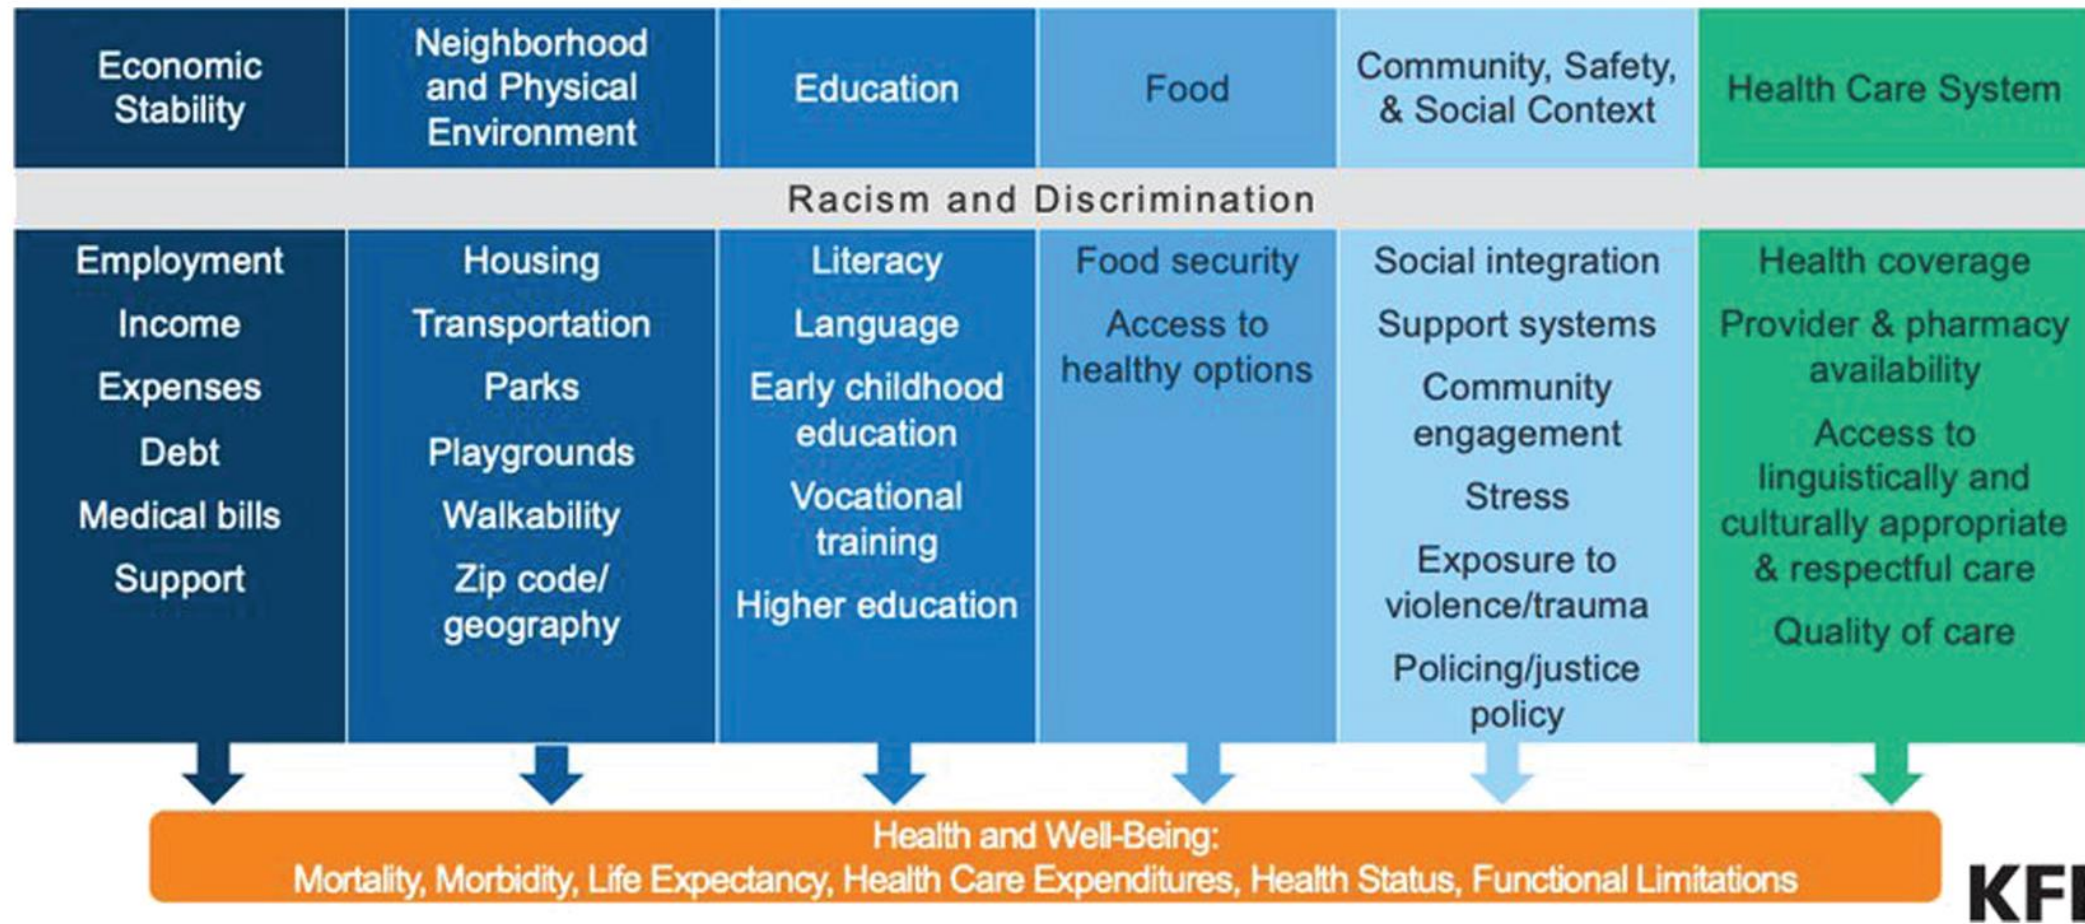 Economic
Stability
Neighborhood
and Physical
Environment
Education
Food
Community, Safety,
& Social Context
Health Care System
Racism and Discrimination
Employment
Income
Expenses
Debt
Medical bills
Support
Housing
Transportation
Parks
Playgrounds
Walkability
Zip code/
geography
Literacy
Language
Early childhood
education
Vocational
training
Higher education
Food security
Access to
healthy options
Social integration
Support systems
Community
engagement
Stress
Exposure to
violence/trauma
Policing/justice
policy
Health coverage
Provider & pharmacy
availability
Access to
linguistically and
culturally appropriate
& respectful care
Quality of care
Health and Well-Being:
Mortality, Morbidity, Life Expectancy, Health Care Expenditures, Health Status, Functional Limitations